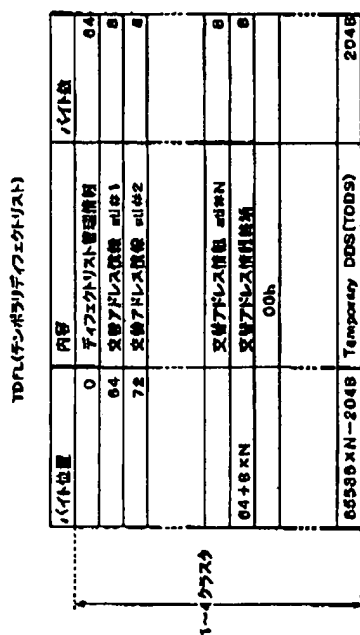 TDFL(テンポラリディフェクトリスト)
バイト位置 内容 バイト数
0 ディフェクトリスト管理情報 64
64 交替アドレス情報 ati#1 8
72 交替アドレス情報 ati#2 8
交替アドレス情報 ati#N 8
64+8×N 交替アドレス情報終端 8
00h
65536×N-2048 Temporary DDS(TDDS) 2048
1~4クラスタ